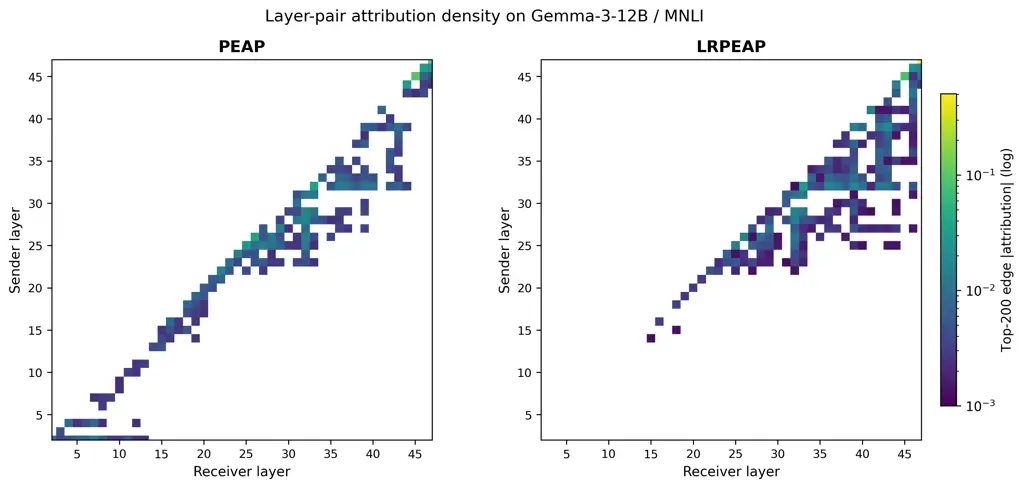 Layer-pair attribution density on Gemma-3-12B / MNLI
PEAP
LRPEAP
45
40
35
30
25
20
15
10
5
Sender layer
5 10 15 20 25 30 35 40 45
Receiver layer
45
40
35
30
25
20
15
10
5
Sender layer
5 10 15 20 25 30 35 40 45
Receiver layer
10⁻¹
10⁻²
10⁻³
Top-200 edge |attribution| (log)